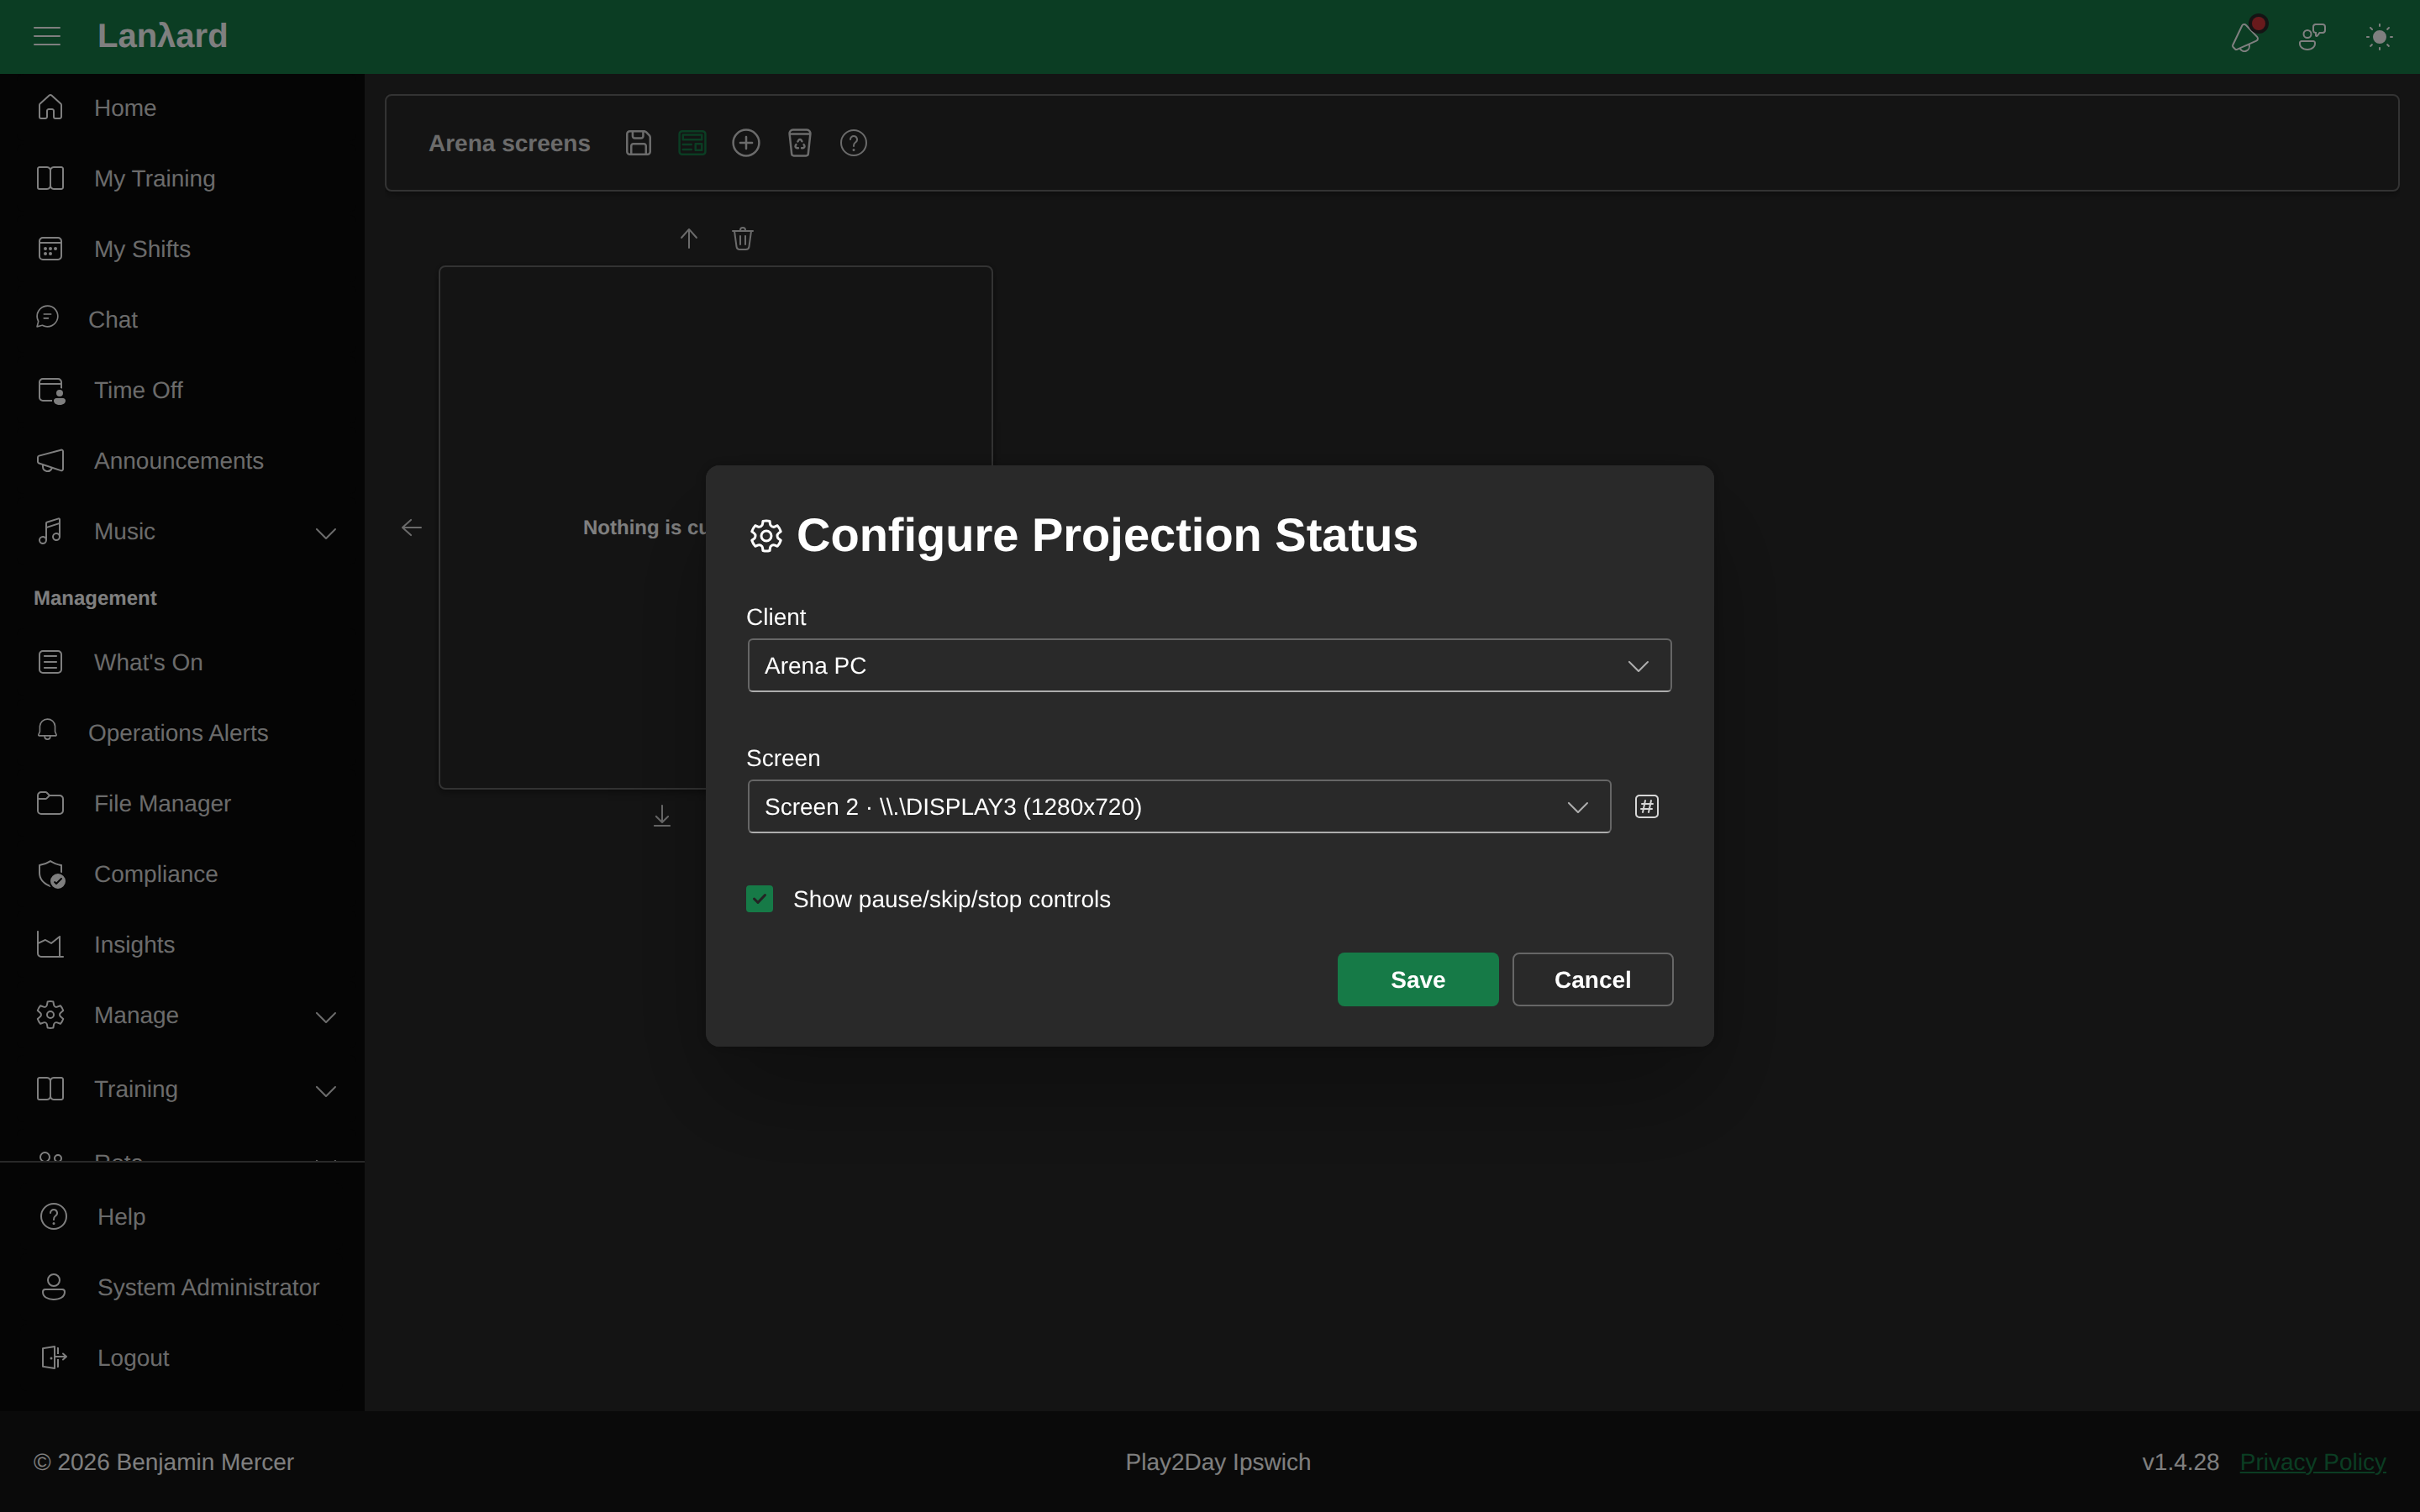 Lanλard
Home
My Training
My Shifts
Chat
Time Off
Announcements
Music
Management
What's On
Operations Alerts
File Manager
Compliance
Insights
Manage
Training
Help
System Administrator
Logout
Arena screens
Nothing is
Configure Projection Status
Client
Arena PC
Screen
Screen 2 · \\.\DISPLAY3 (1280x720)
Show pause/skip/stop controls
Save
Cancel
© 2026 Benjamin Mercer
Play2Day Ipswich
v1.4.28
Privacy Policy